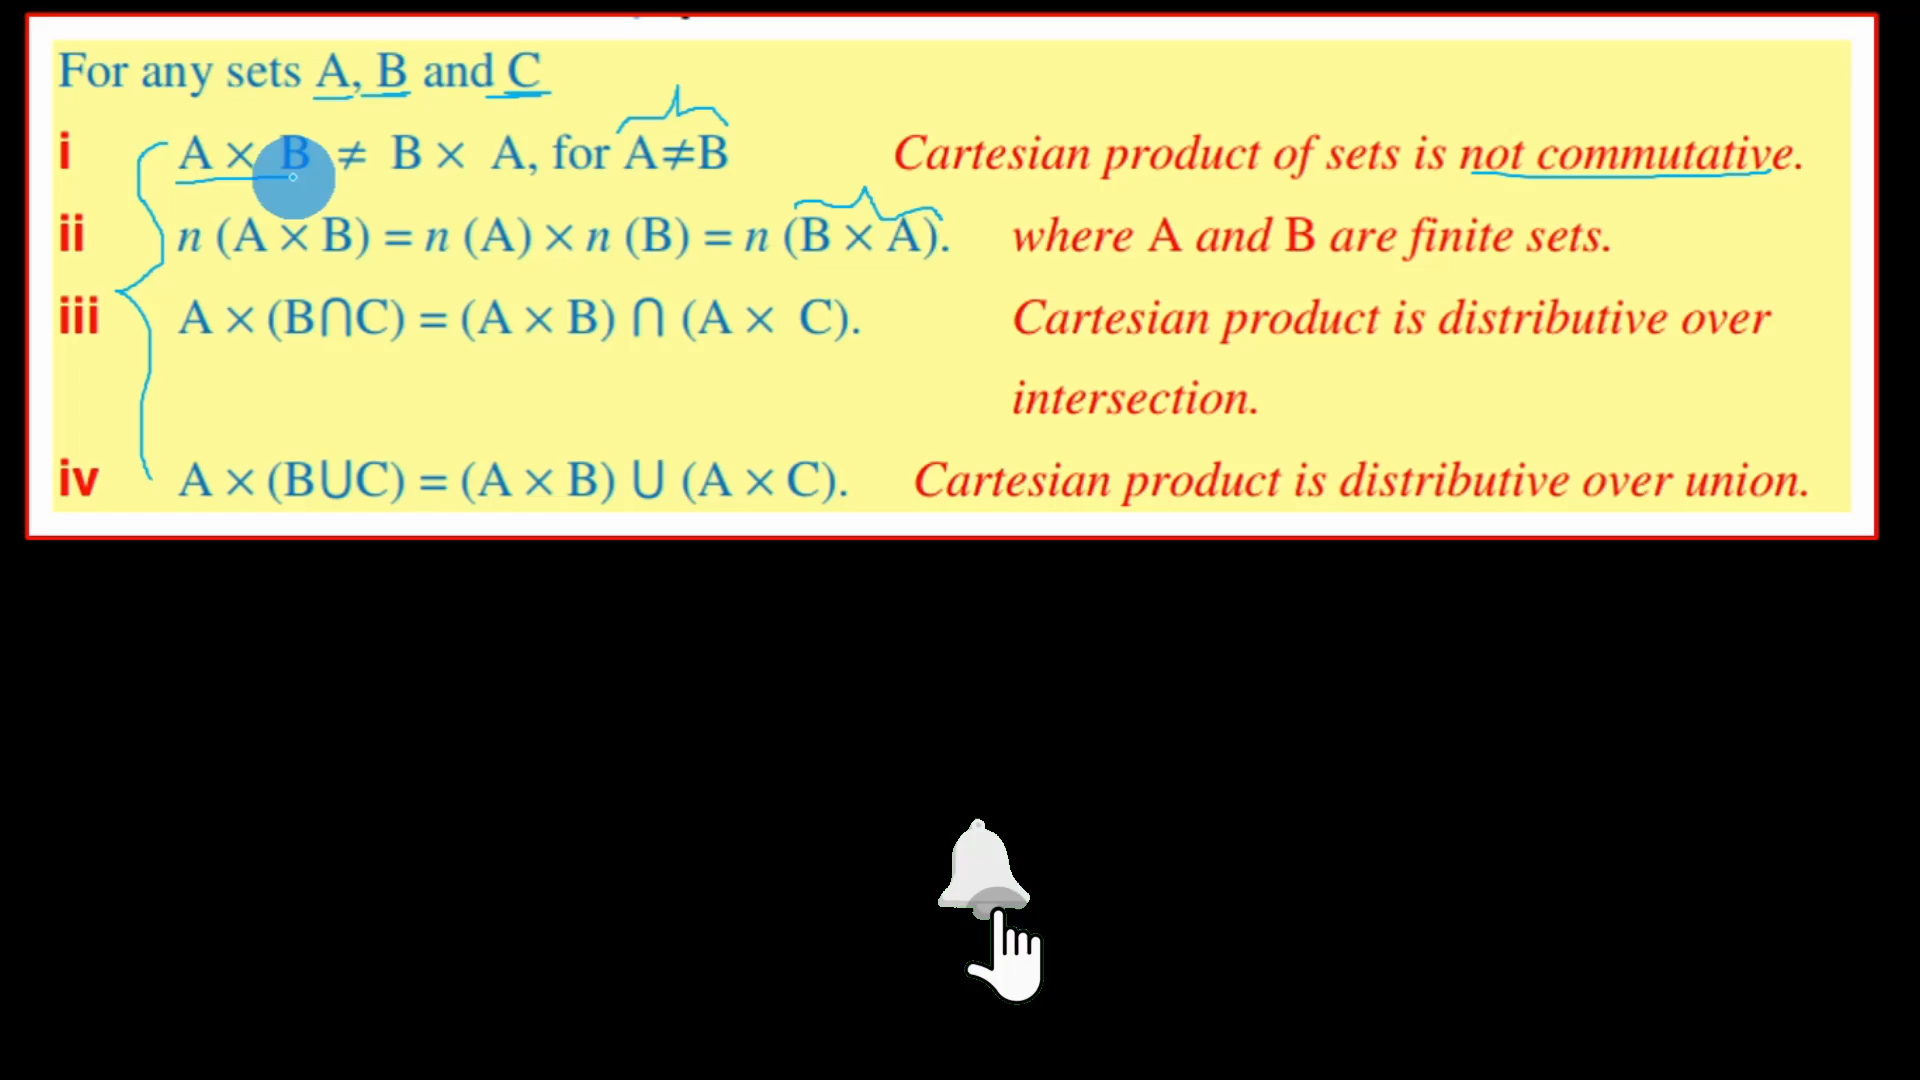 For any sets A, B and C
i A × B ≠ B × A, for A≠B Cartesian product of sets is not commutative.
ii n (A × B) = n (A) × n (B) = n (B × A). where A and B are finite sets.
iii A × (B⋂C) = (A × B) ⋂ (A × C). Cartesian product is distributive over
intersection.
iv A × (B⋃C) = (A × B) ⋃ (A × C). Cartesian product is distributive over union.